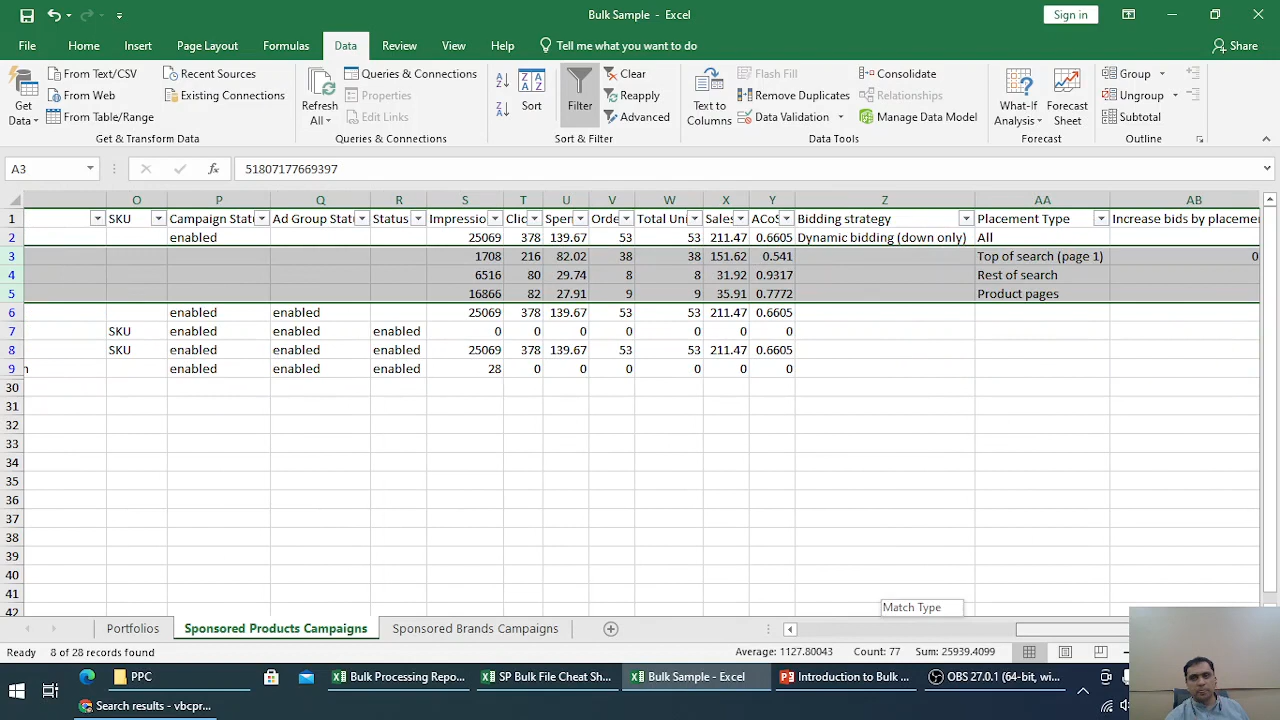 Bulk Sample - Excel
Sign in
File Home Insert Page Layout Formulas Data Review View Help Tell me what you want to do Share
Get Data
From Text/CSV
From Web
From Table/Range
Recent Sources
Existing Connections
Get & Transform Data
Refresh All
Queries & Connections
Properties
Edit Links
Queries & Connections
Sort
Filter
Clear
Reapply
Advanced
Sort & Filter
Text to Columns
Flash Fill
Remove Duplicates
Data Validation
Consolidate
Relationships
Manage Data Model
Data Tools
What-If Analysis
Forecast Sheet
Forecast
Group
Ungroup
Subtotal
Outline
A3 fx 51807177669397
O P Q R S T U V W X Y Z AA AB
1 SKU Campaign Stat Ad Group Stat Status Impressio Clic Spen Orde Total Uni Sales ACoS Bidding strategy Placement Type Increase bids by placemen
2 enabled 25069 378 139.67 53 53 211.47 0.6605 Dynamic bidding (down only) All
3 1708 216 82.02 38 38 151.62 0.541 Top of search (page 1) 0
4 6516 80 29.74 8 8 31.92 0.9317 Rest of search
5 16866 82 27.91 9 9 35.91 0.7772 Product pages
6 enabled enabled 25069 378 139.67 53 53 211.47 0.6605
7 SKU enabled enabled enabled 0 0 0 0 0 0 0
8 SKU enabled enabled enabled 25069 378 139.67 53 53 211.47 0.6605
9 n enabled enabled enabled 28 0 0 0 0 0 0
30
31
32
33
34
35
36
37
38
39
40
41
42
Match Type
Portfolios Sponsored Products Campaigns Sponsored Brands Campaigns
Ready 8 of 28 records found Average: 1127.80043 Count: 77 Sum: 25939.4099
PPC Bulk Processing Repo... SP Bulk File Cheat Sh... Bulk Sample - Excel Introduction to Bulk ... OBS 27.0.1 (64-bit, wi...
Search results - vbcpr...